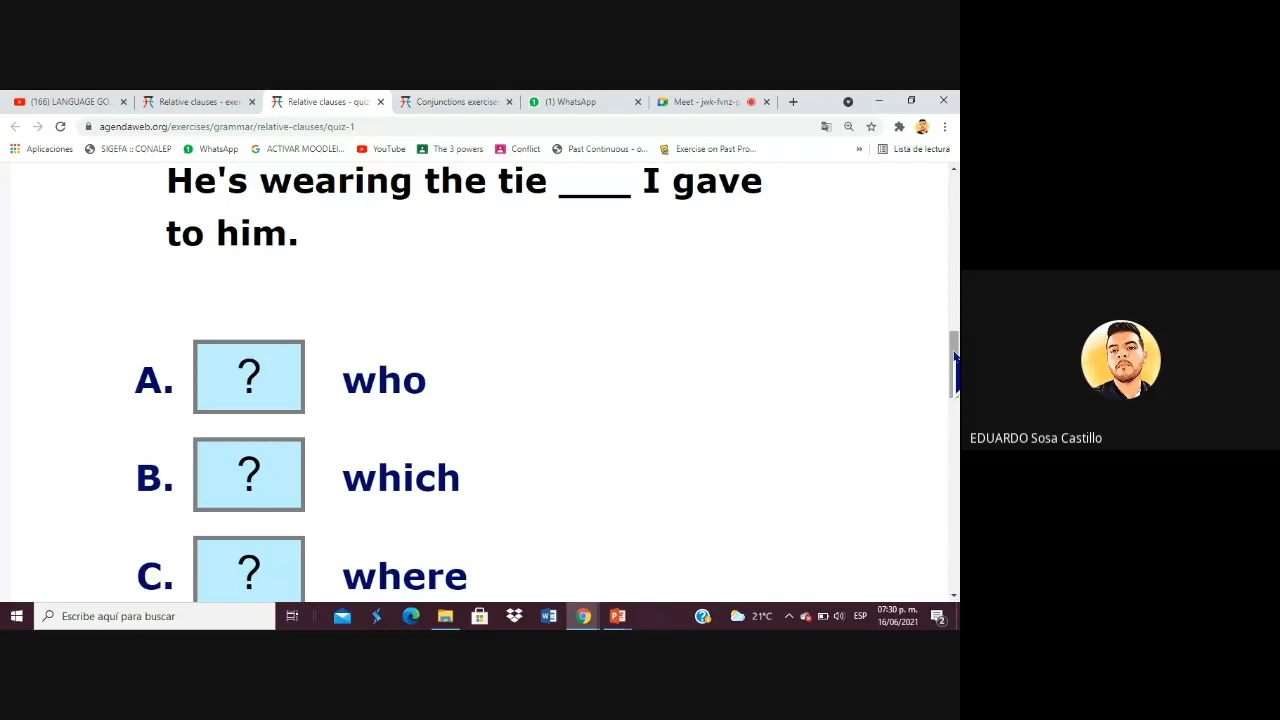 (166) LANGUAGE GO
Relative clauses - exer
Relative clauses - quiz
Conjunctions exercise
(1) WhatsApp
Meet - jwk-fvnz-p
agendaweb.org/exercises/grammar/relative-clauses/quiz-1
Aplicaciones
SIGEFA :: CONALEP
WhatsApp
ACTIVAR MOODLEI...
YouTube
The 3 powers
Conflict
Past Continuous - o...
Exercise on Past Pro...
»
Lista de lectura
He's wearing the tie ____ I gave
to him.
A. ? who
B. ? which
C. ? where
EDUARDO Sosa Castillo
Escribe aquí para buscar
21°C
ESP
07:30 p. m.
16/06/2021
2